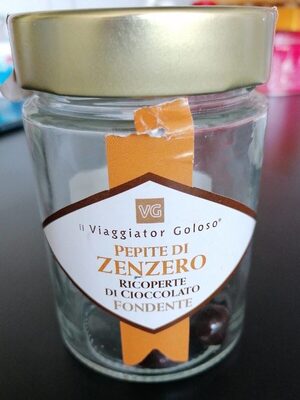 VG
Il Viaggiator Goloso®
PEPITE DI
ZENZERO
RICOPERTE
DI CIOCCOLATO
FONDENTE